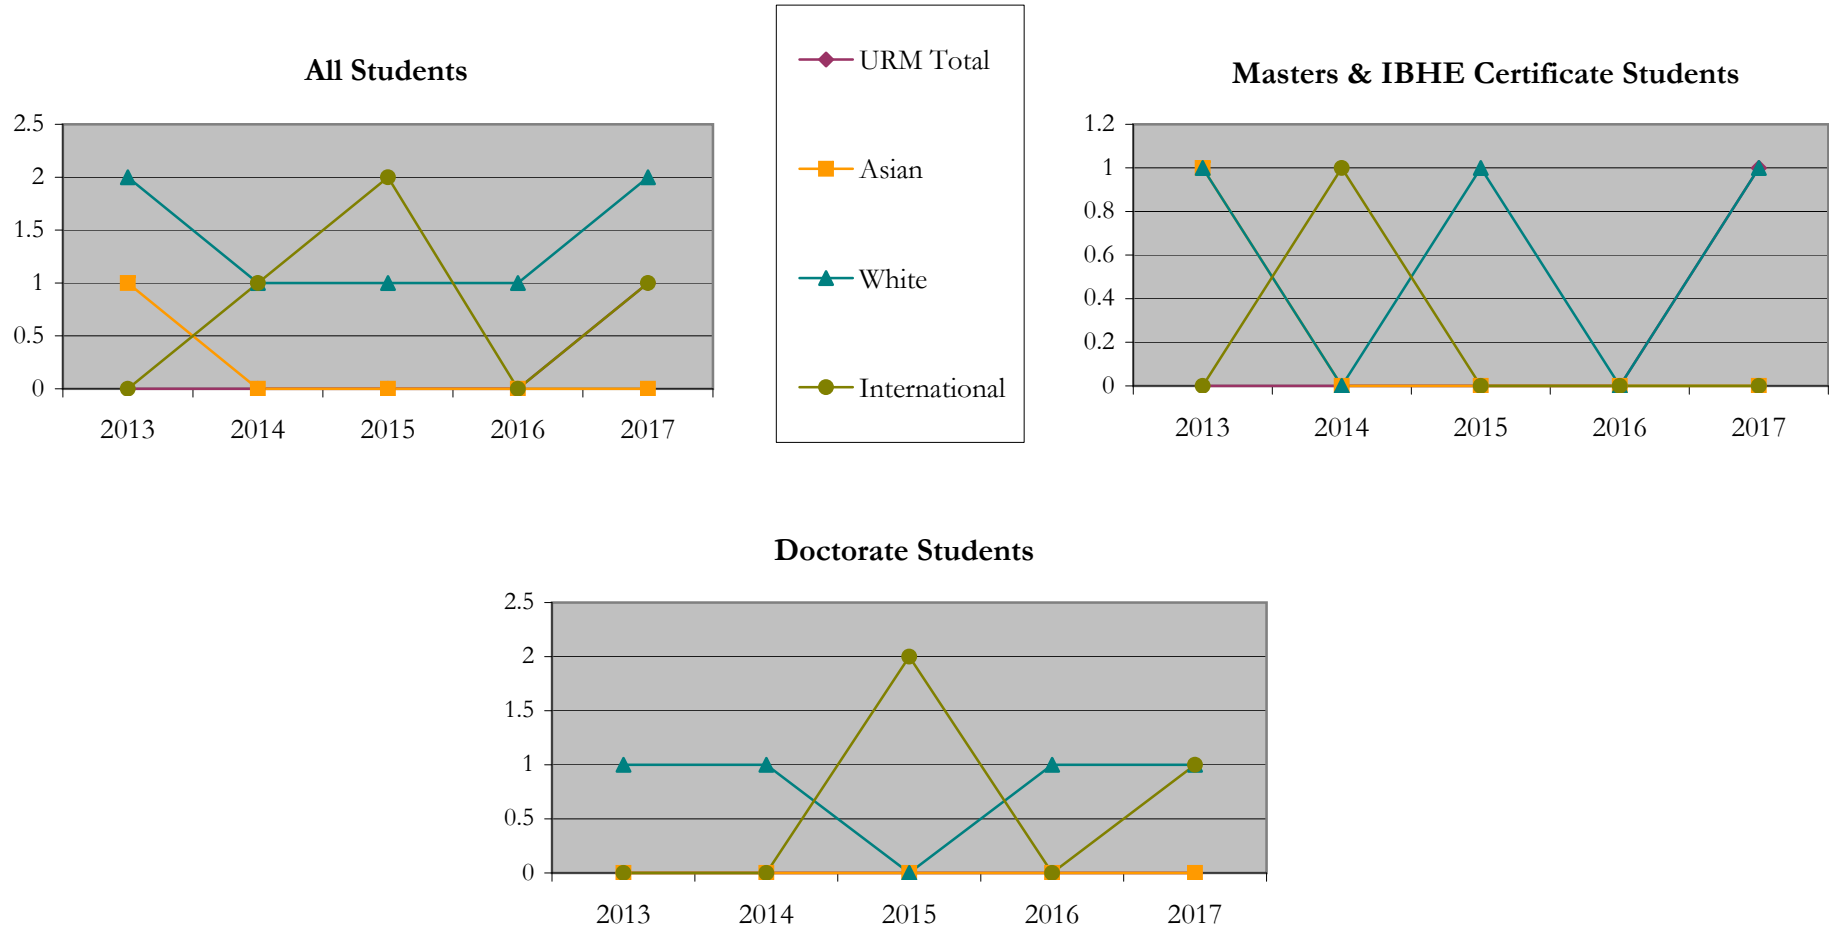 All Students
2.5
2
1.5
1
0.5
0
2013 2014 2015 2016 2017
URM Total
Asian
White
International
Masters & IBHE Certificate Students
1.2
1
0.8
0.6
0.4
0.2
0
2013 2014 2015 2016 2017
Doctorate Students
2.5
2
1.5
1
0.5
0
2013 2014 2015 2016 2017